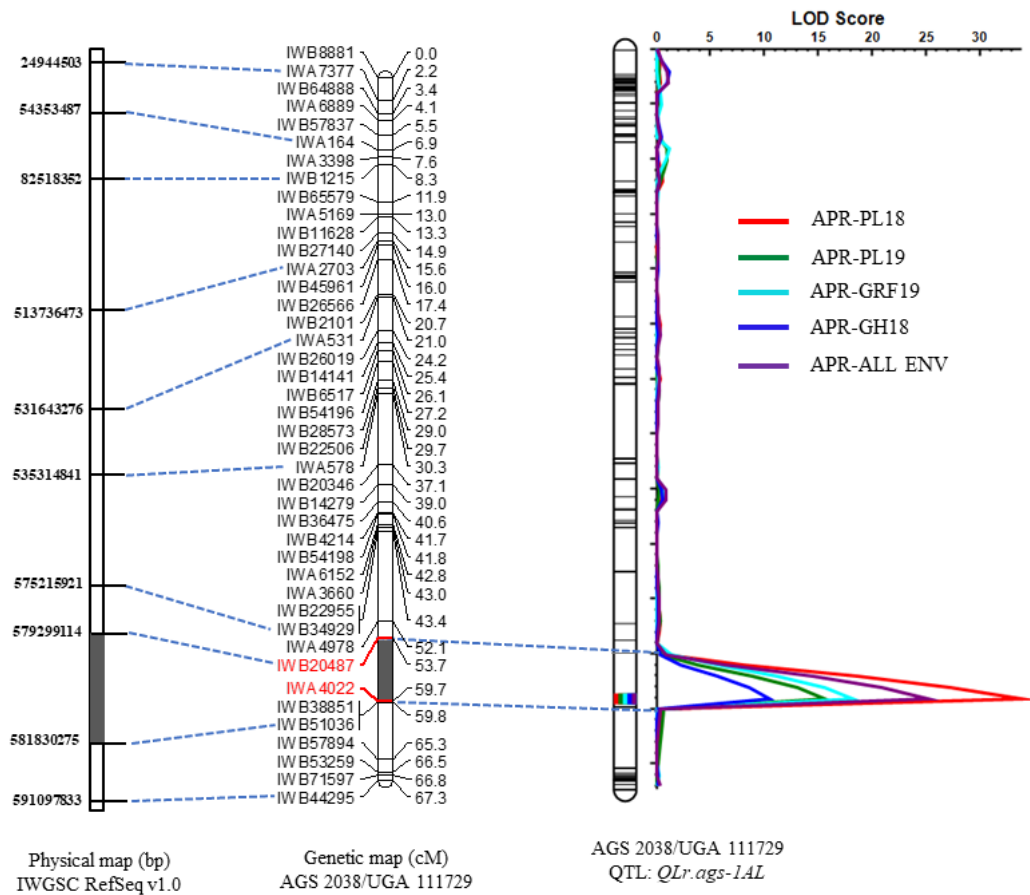 LOD Score
0 5 10 15 20 25 30
24944503
54353487
82518352
513736473
531643276
535314841
575215921
579299114
581830275
591097833
IWB8881 0.0
IWA7377 2.2
IWB64888 3.4
IWA6889 4.1
IWB57837 5.5
IWA164 6.9
IWA3398 7.6
IWB1215 8.3
IWB65579 11.9
IWA5169 13.0
IWB11628 13.3
IWB27140 14.9
IWA2703 15.6
IWB45961 16.0
IWB26566 17.4
IWB2101 20.7
IWA531 21.0
IWB26019 24.2
IWB14141 25.4
IWB6517 26.1
IWB54196 27.2
IWB28573 29.0
IWB22506 29.7
IWA578 30.3
IWB20346 37.1
IWB14279 39.0
IWB36475 40.6
IWB4214 41.7
IWB54198 41.8
IWA6152 42.8
IWA3660 43.0
IWB22955
IWB34929 43.4
IWA4978 52.1
IWB20487 53.7
IWA4022 59.7
IWB38851
IWB51036 59.8
IWB57894 65.3
IWB53259 66.5
IWB71597 66.8
IWB44295 67.3
APR-PL18
APR-PL19
APR-GRF19
APR-GH18
APR-ALL ENV
Physical map (bp)
IWGSC RefSeq v1.0
Genetic map (cM)
AGS 2038/UGA 111729
AGS 2038/UGA 111729
QTL: QLr.ags-1AL